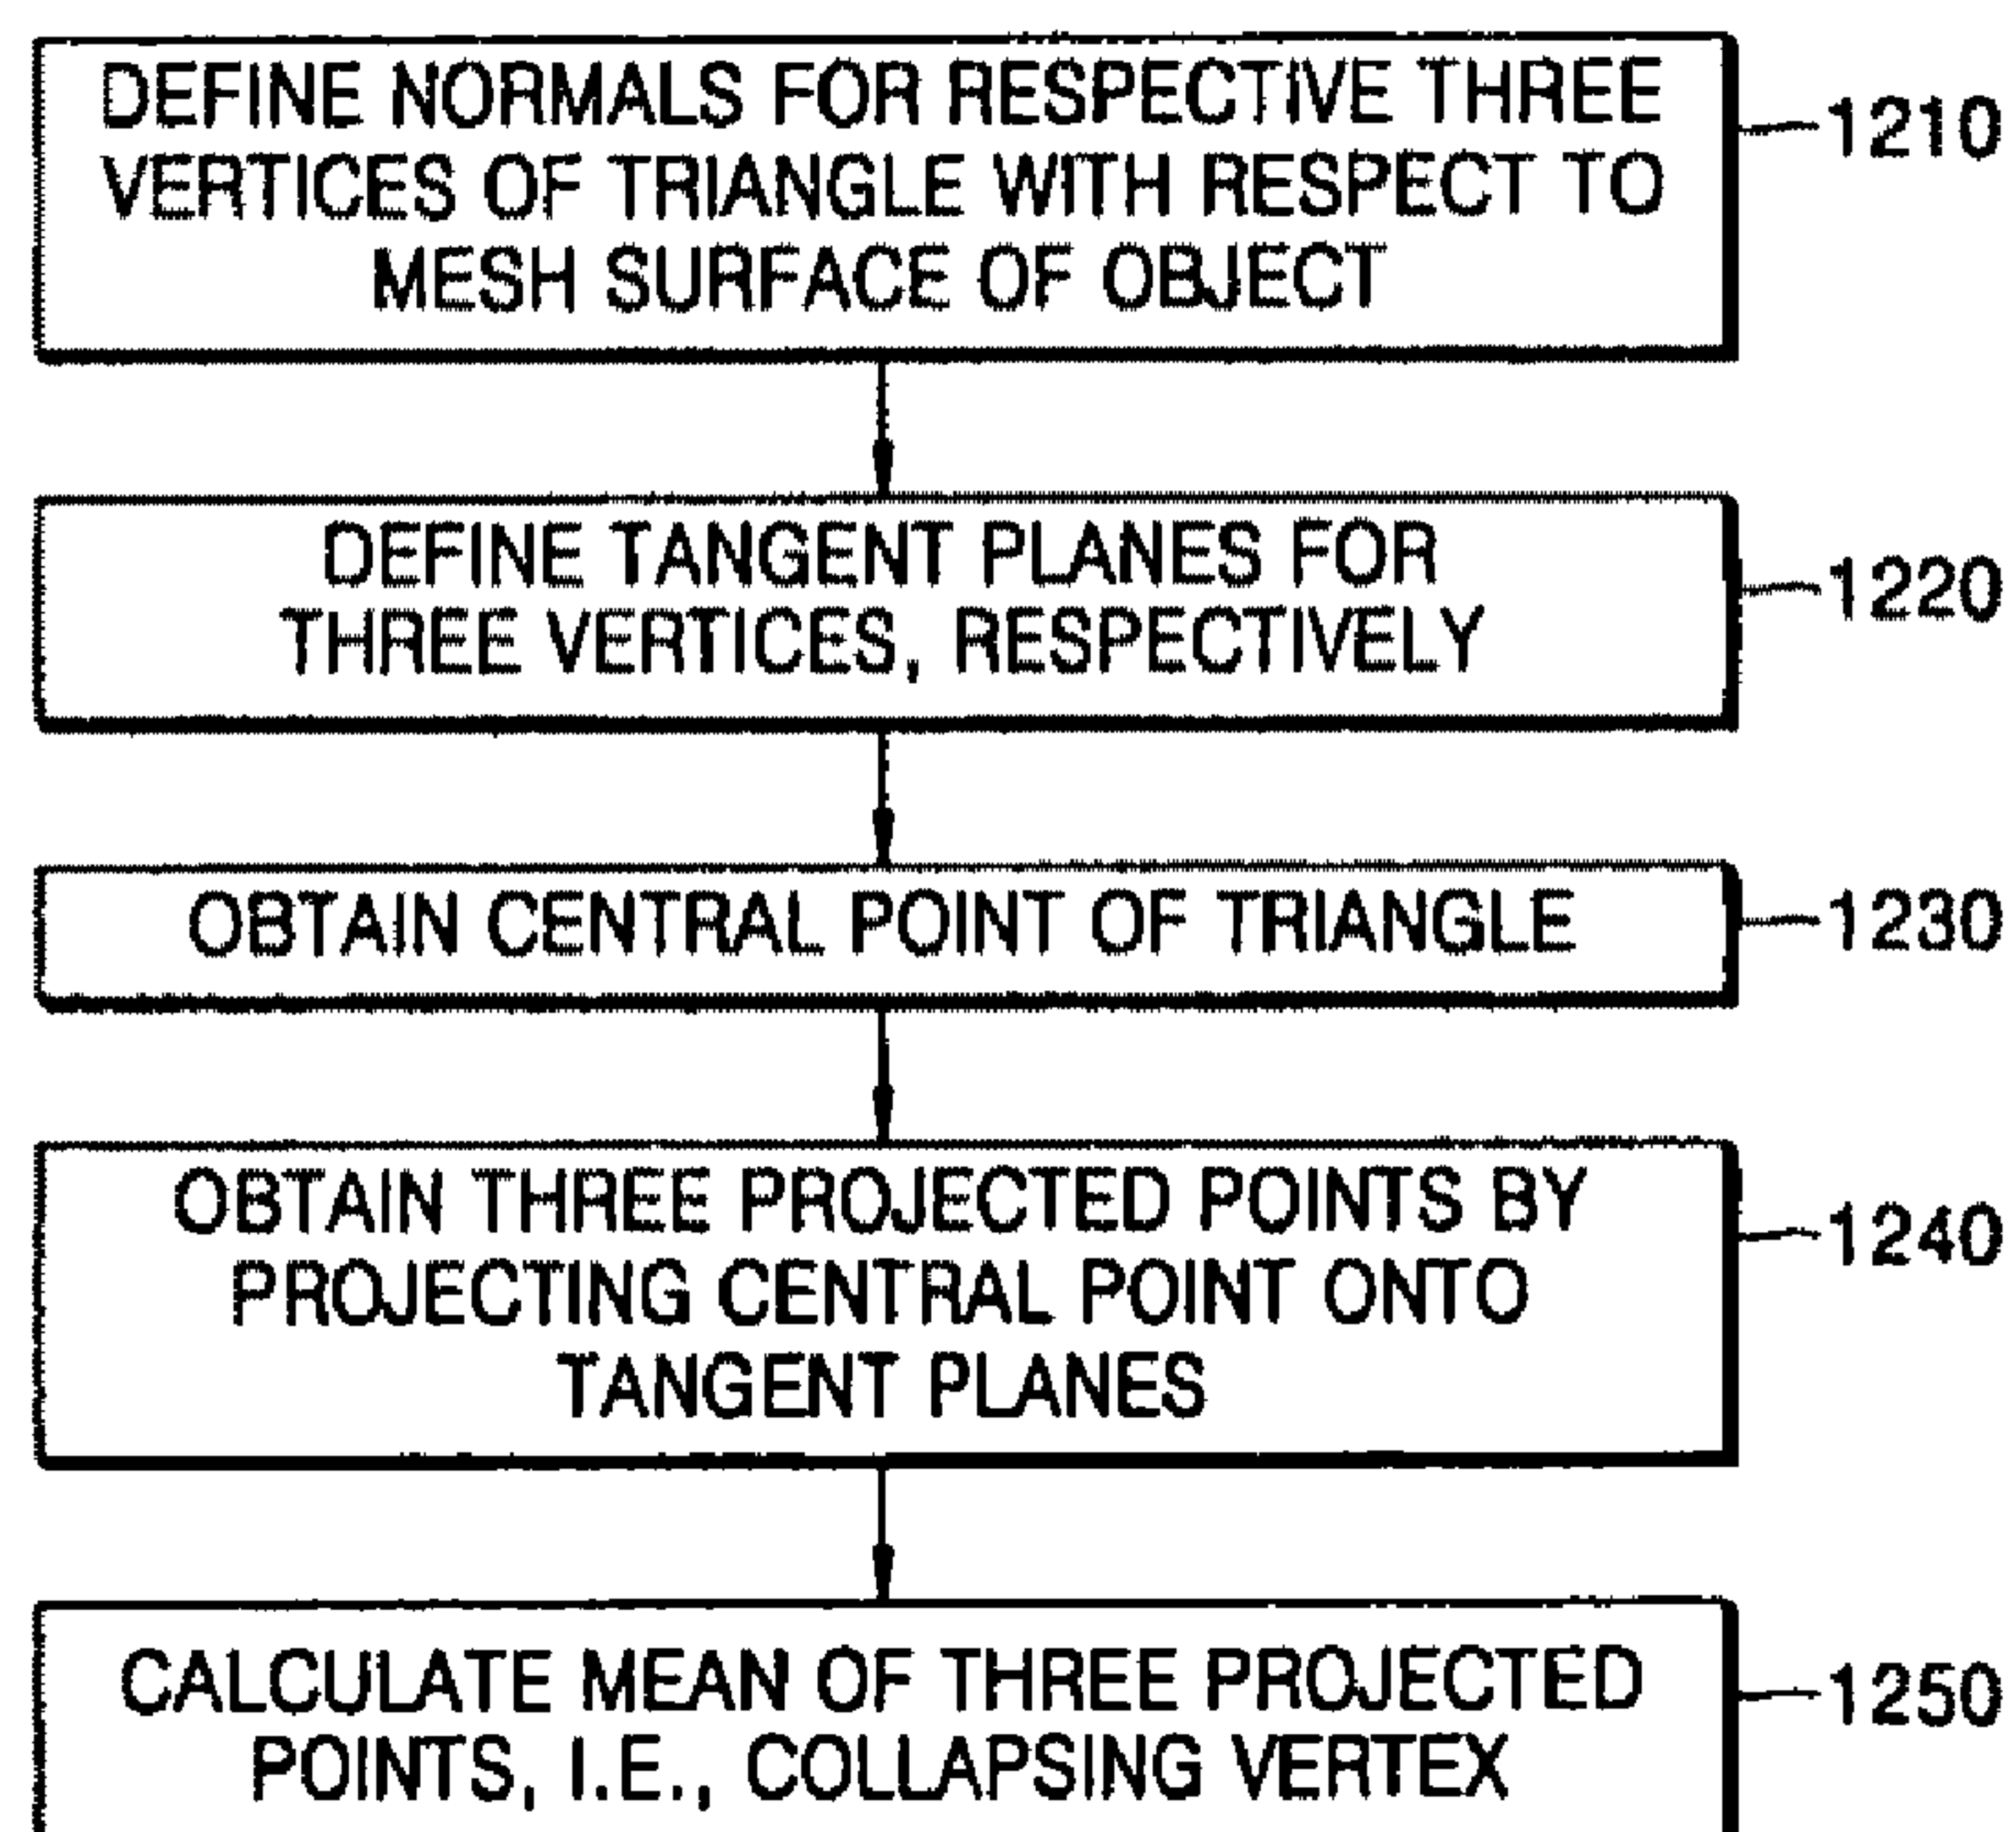 DEFINE NORMALS FOR RESPECTIVE THREE
VERTICES OF TRIANGLE WITH RESPECT TO
MESH SURFACE OF OBJECT
1210
DEFINE TANGENT PLANES FOR
THREE VERTICES, RESPECTIVELY
1220
OBTAIN CENTRAL POINT OF TRIANGLE
1230
OBTAIN THREE PROJECTED POINTS BY
PROJECTING CENTRAL POINT ONTO
TANGENT PLANES
1240
CALCULATE MEAN OF THREE PROJECTED
POINTS, I.E., COLLAPSING VERTEX
1250